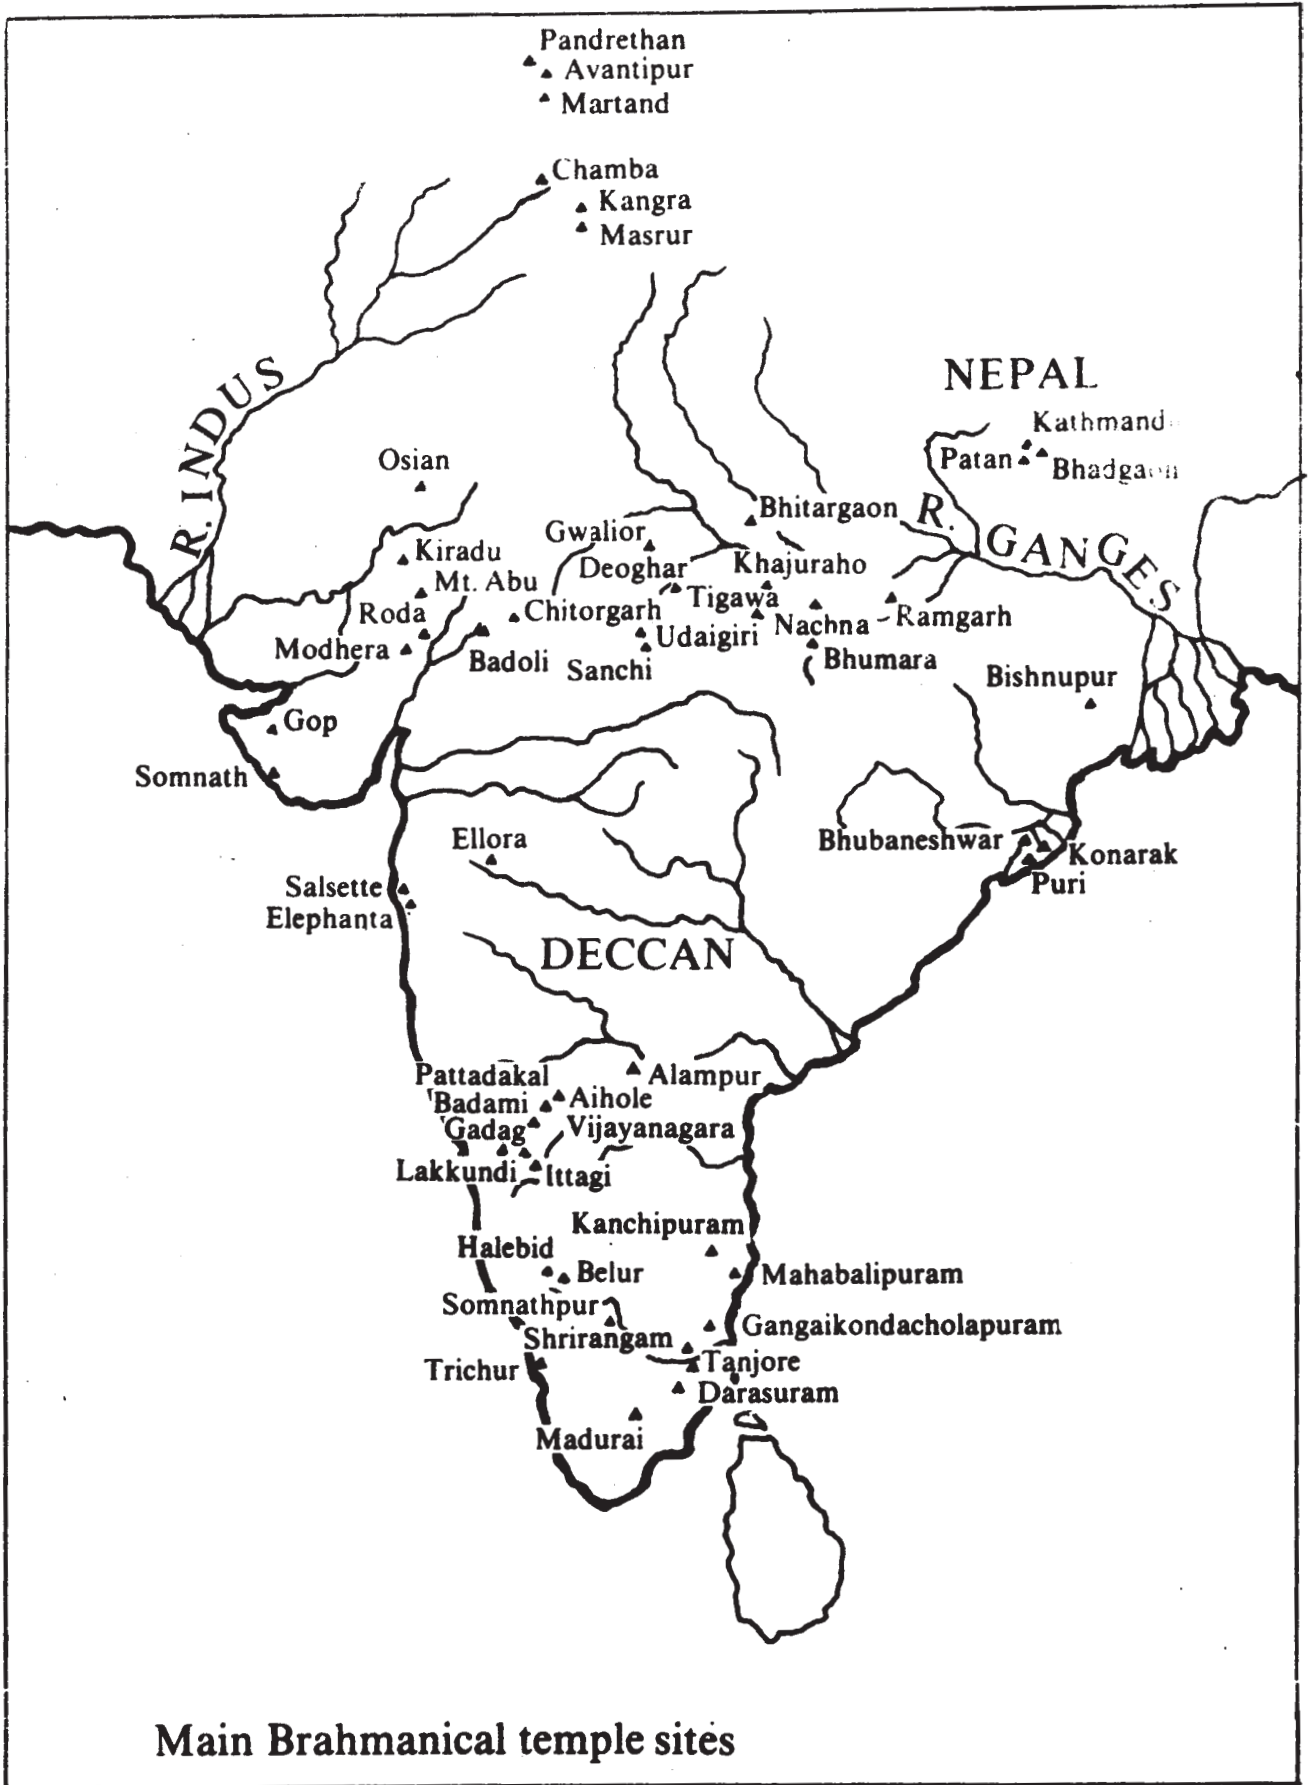 Pandrethan
Avantipur
Martand
Chamba
Kangra
Masrur
NEPAL
R. INDUS
Kathmand
Osian
Patan
Bhitargaon
R. GANGES
Gwalior
Kiradu
Deoghar
Khajuraho
Mt. Abu
Tigawa
Roda
Chitorgarh
Nachna
Ramgarh
Udaigiri
Modhera
Badoli
Sanchi
Bhumara
Bishnupur
Gop
Somnath
Ellora
Bhubaneshwar
Konarak
Puri
Salsette
Elephanta
DECCAN
Pattadakal
Alampur
Badami
Aihole
Gadag
Vijayanagara
Lakkundi
Ittagi
Kanchipuram
Halebid
Belur
Mahabalipuram
Somnathpur
Gangaikondacholapuram
Shrirangam
Tanjore
Trichur
Darasuram
Madurai
Main Brahmanical temple sites